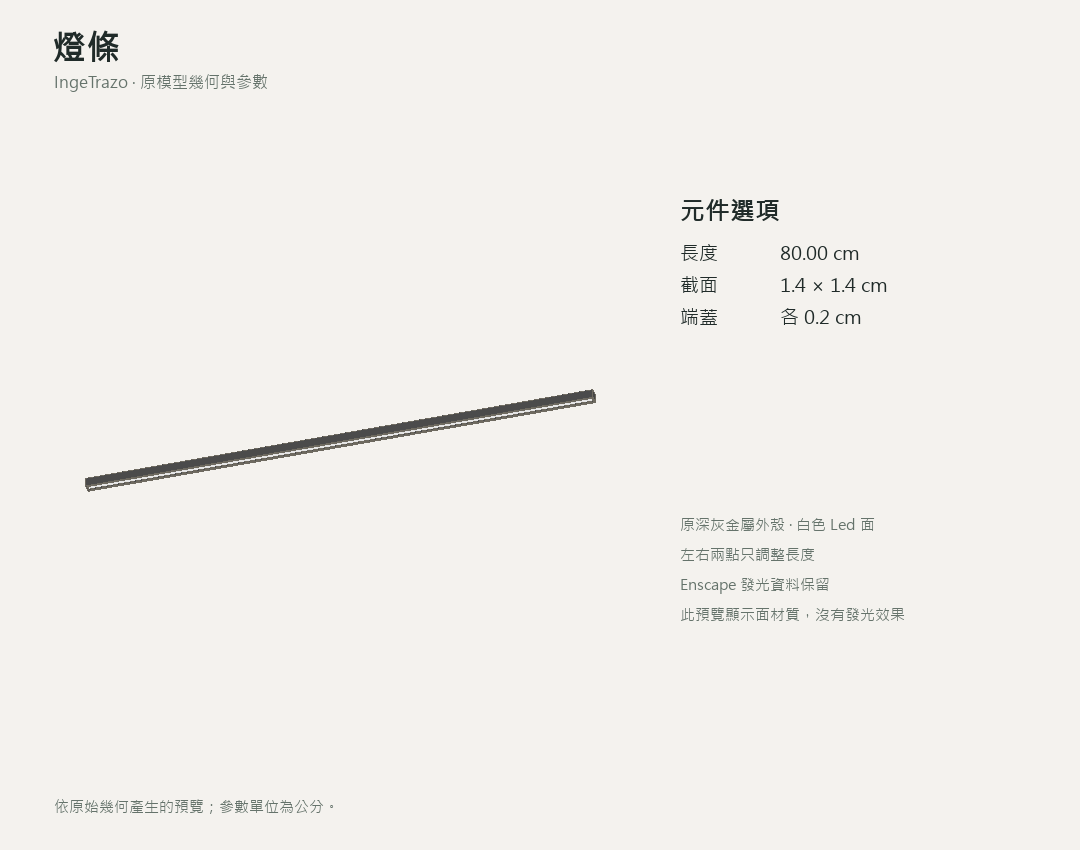 燈條
IngeTrazo · 原模型幾何與參數
元件選項
長度 80.00 cm
截面 1.4 × 1.4 cm
端蓋 各 0.2 cm
原深灰金屬外殼 · 白色 Led 面
左右兩點只調整長度
Enscape 發光資料保留
此預覽顯示面材質，沒有發光效果
依原始幾何產生的預覽；參數單位為公分。